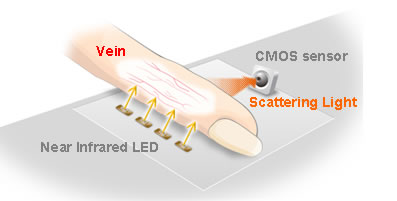 Vein
CMOS sensor
Scattering Light
Near Infrared LED